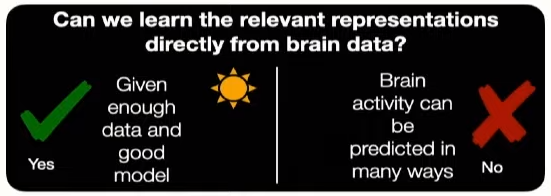 Can we learn the relevant representations
directly from brain data?
Given
enough
data and
good
model
Yes
Brain
activity can
be
predicted in
many ways
No